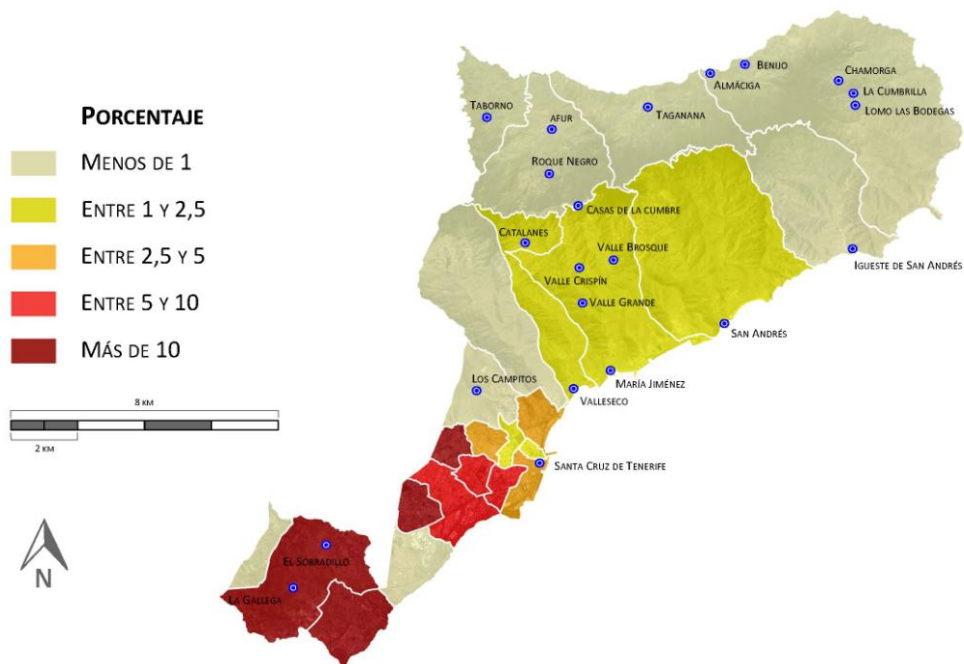 PORCENTAJE
MENOS DE 1
ENTRE 1 Y 2,5
ENTRE 2,5 Y 5
ENTRE 5 Y 10
MÁS DE 10
8 KM
2 KM
N
BENIJO
ALMÁCIGA
CHAMORGA
LA CUMBRILLA
LOMO LAS BODEGAS
TABORNO
AFUR
TAGANANA
ROQUE NEGRO
CASAS DE LA CUMBRE
CATALANES
VALLE BROSQUE
VALLE CRISPÍN
IGUESTE DE SAN ANDRÉS
VALLE GRANDE
SAN ANDRÉS
LOS CAMPITOS
MARÍA JIMÉNEZ
VALLESECO
SANTA CRUZ DE TENERIFE
EL SOBRADILLO
LA GALLEGA